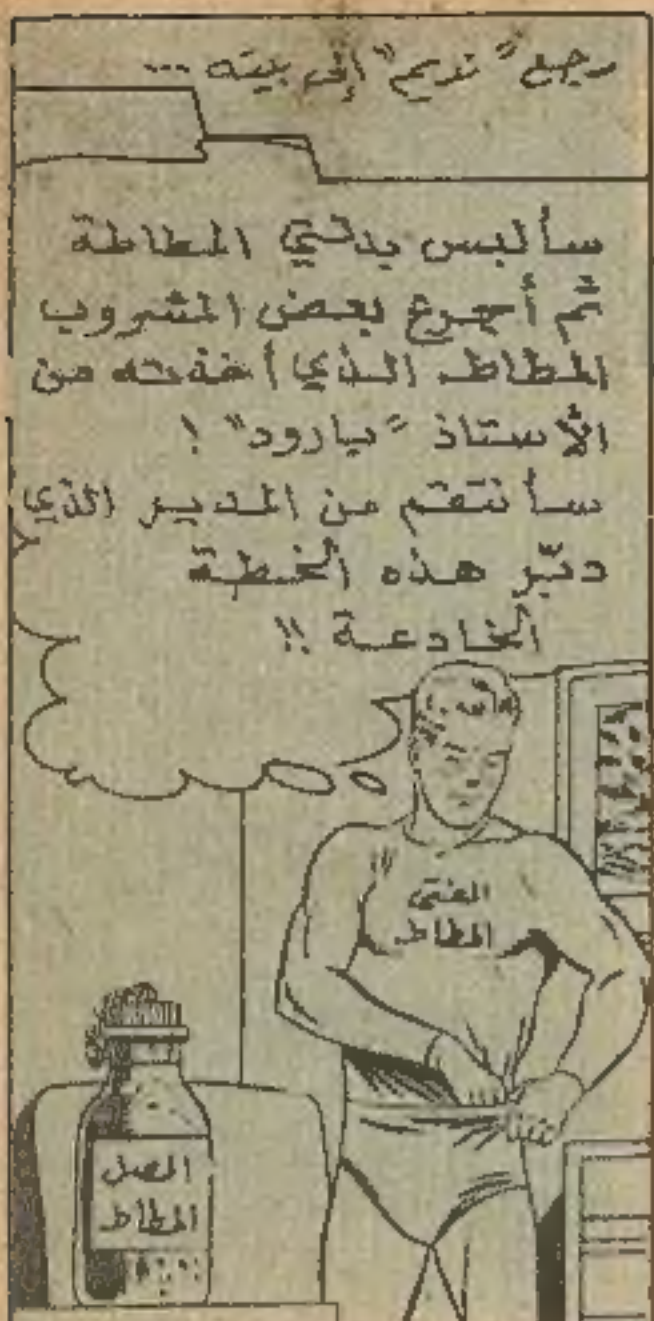 رجع "نديم" إلى بيته ...
سألبس بدلتي المطاطة
ثم أجرع بعض المشروب
المطاط الذي أخذته من
الأستاذ "بارود" !
سأنتقم من المدير الذي
دبّر هذه الخطة
الخادعة !!
الفتى
المطاط
المصل
المطاط